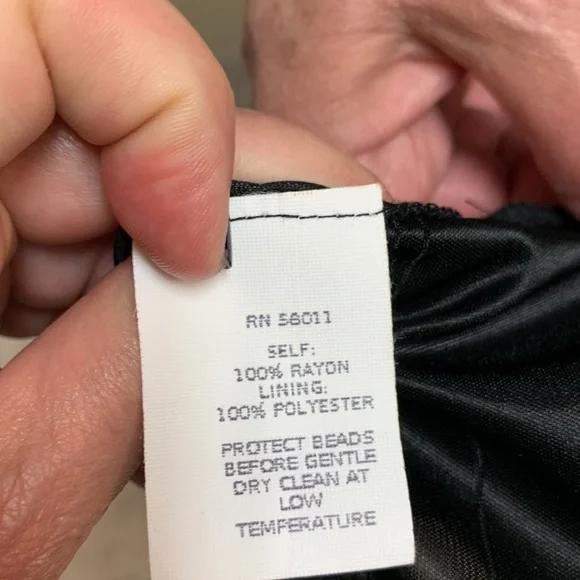 RN 56011
SELF:
100% RAYON
LINING:
100% POLYESTER
PROTECT BEADS
BEFORE GENTLE
DRY CLEAN AT
LOW
TEMPERATURE